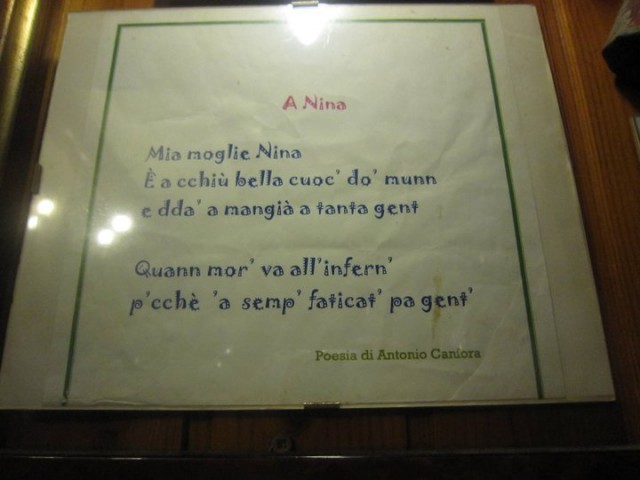 A Nina
Mia moglie Nina
È a cchiù bella cuoc' do' munn
e dda' a mangià a tanta gent
Quann mor' va all'infern'
p'cchè 'a semp' faticat' pa gent'
Poesia di Antonio Caniora